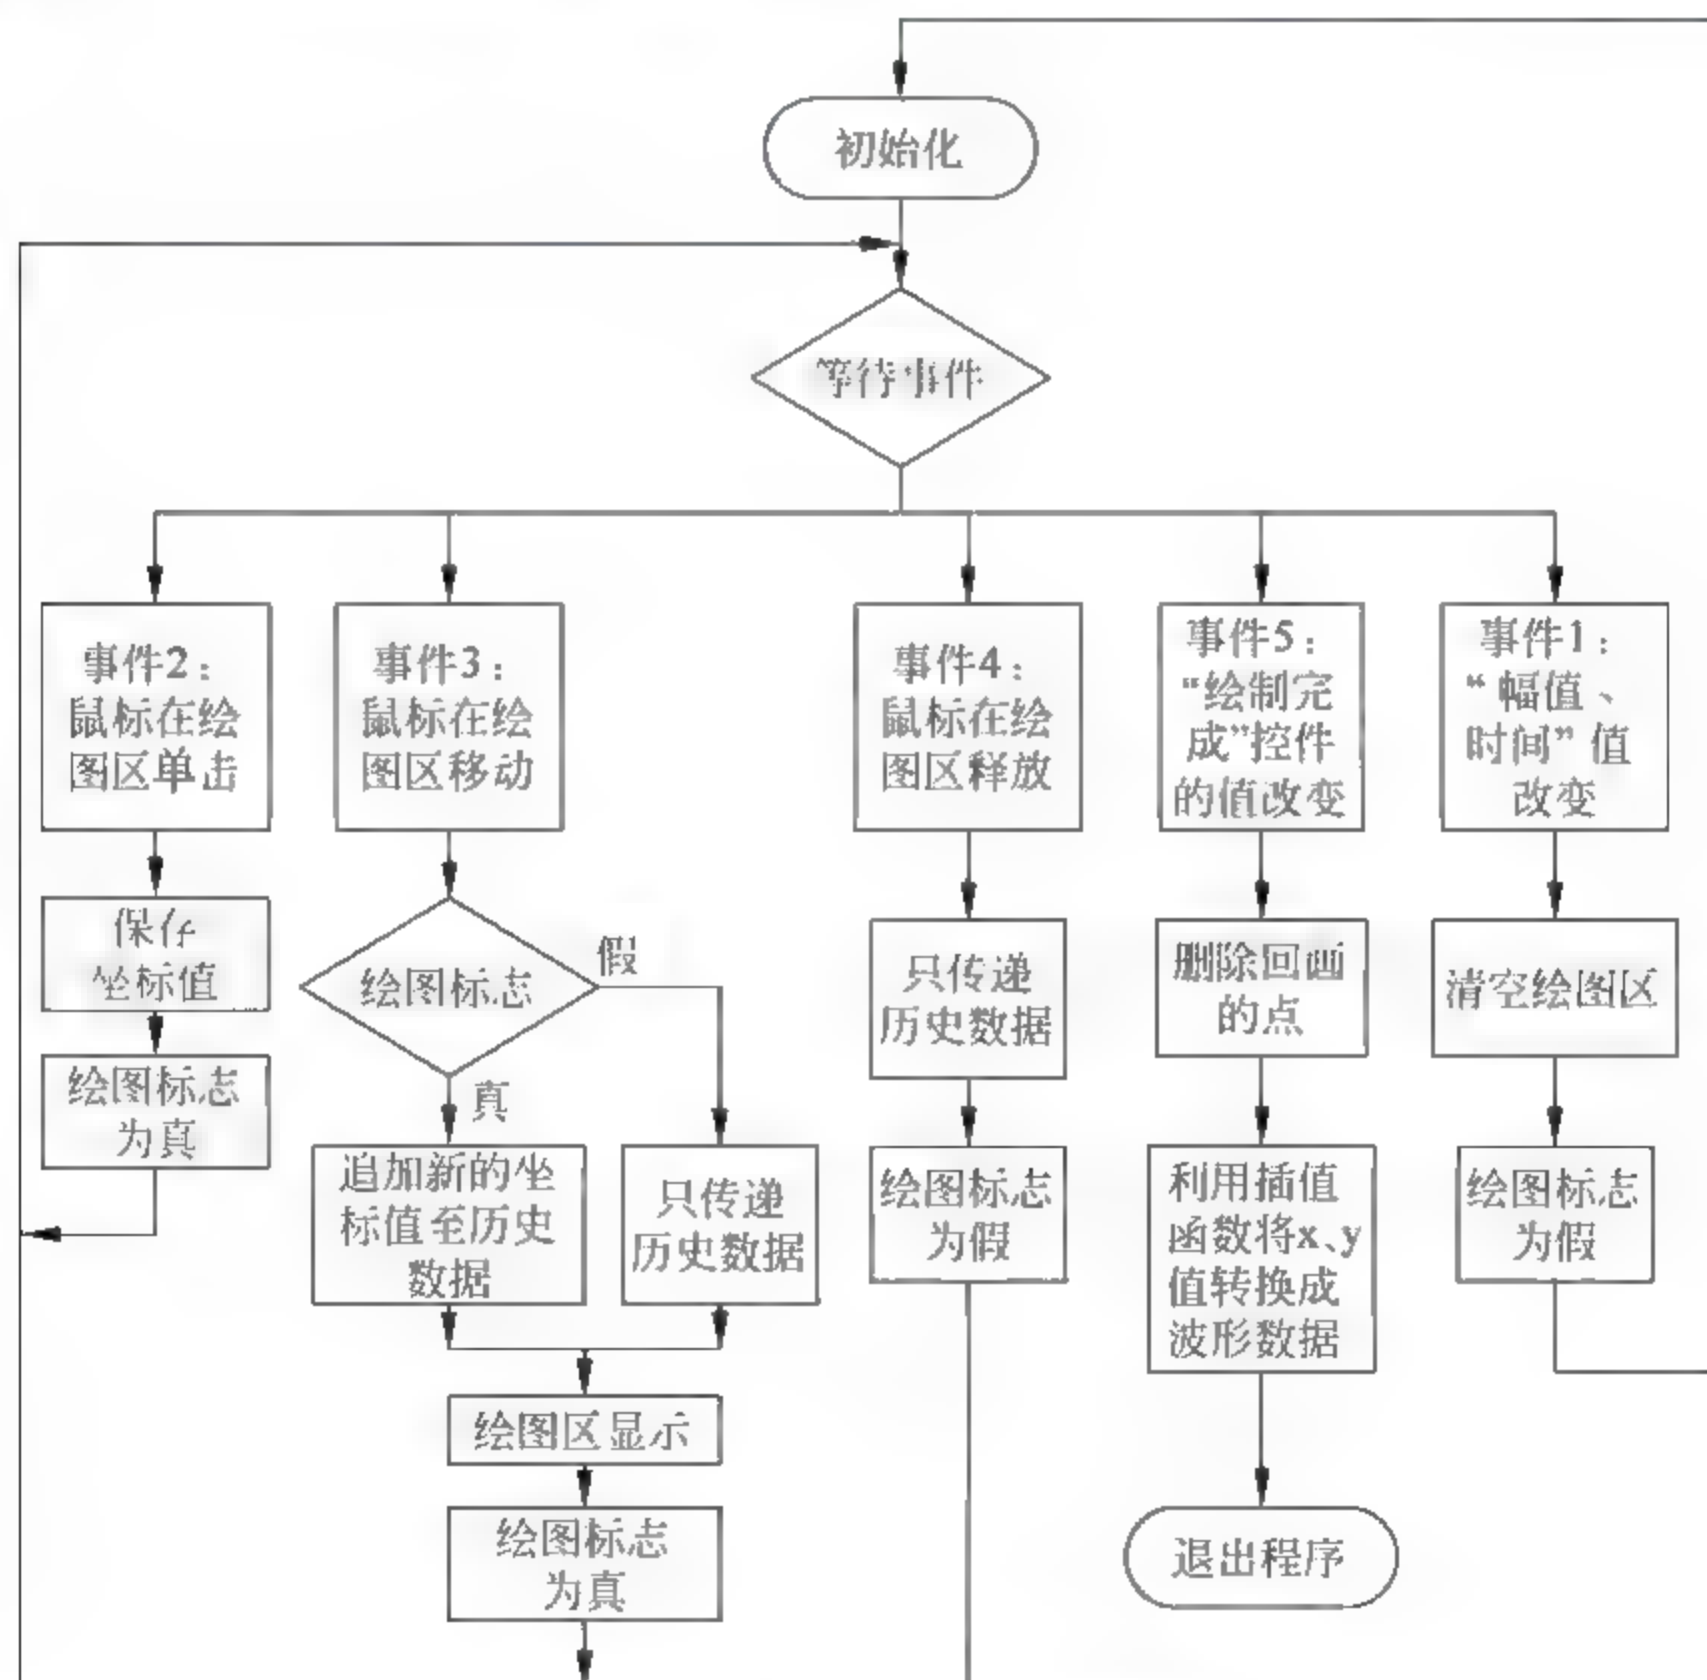 初始化
等待事件
事件2：
鼠标在绘
图区单击
事件3：
鼠标在绘
图区移动
事件4：
鼠标在绘
图区释放
事件5：
“绘制完
成”控件
的值改变
事件1：
“幅值、
时间”值
改变
保存
坐标值
绘图标志
为真
绘图标志
假
真
追加新的坐
标值至历史
数据
只传递
历史数据
绘图区显示
绘图标志
为真
只传递
历史数据
绘图标志
为假
删除回画
的点
利用插值
函数将x、y
值转换成
波形数据
退出程序
清空绘图区
绘图标志
为假